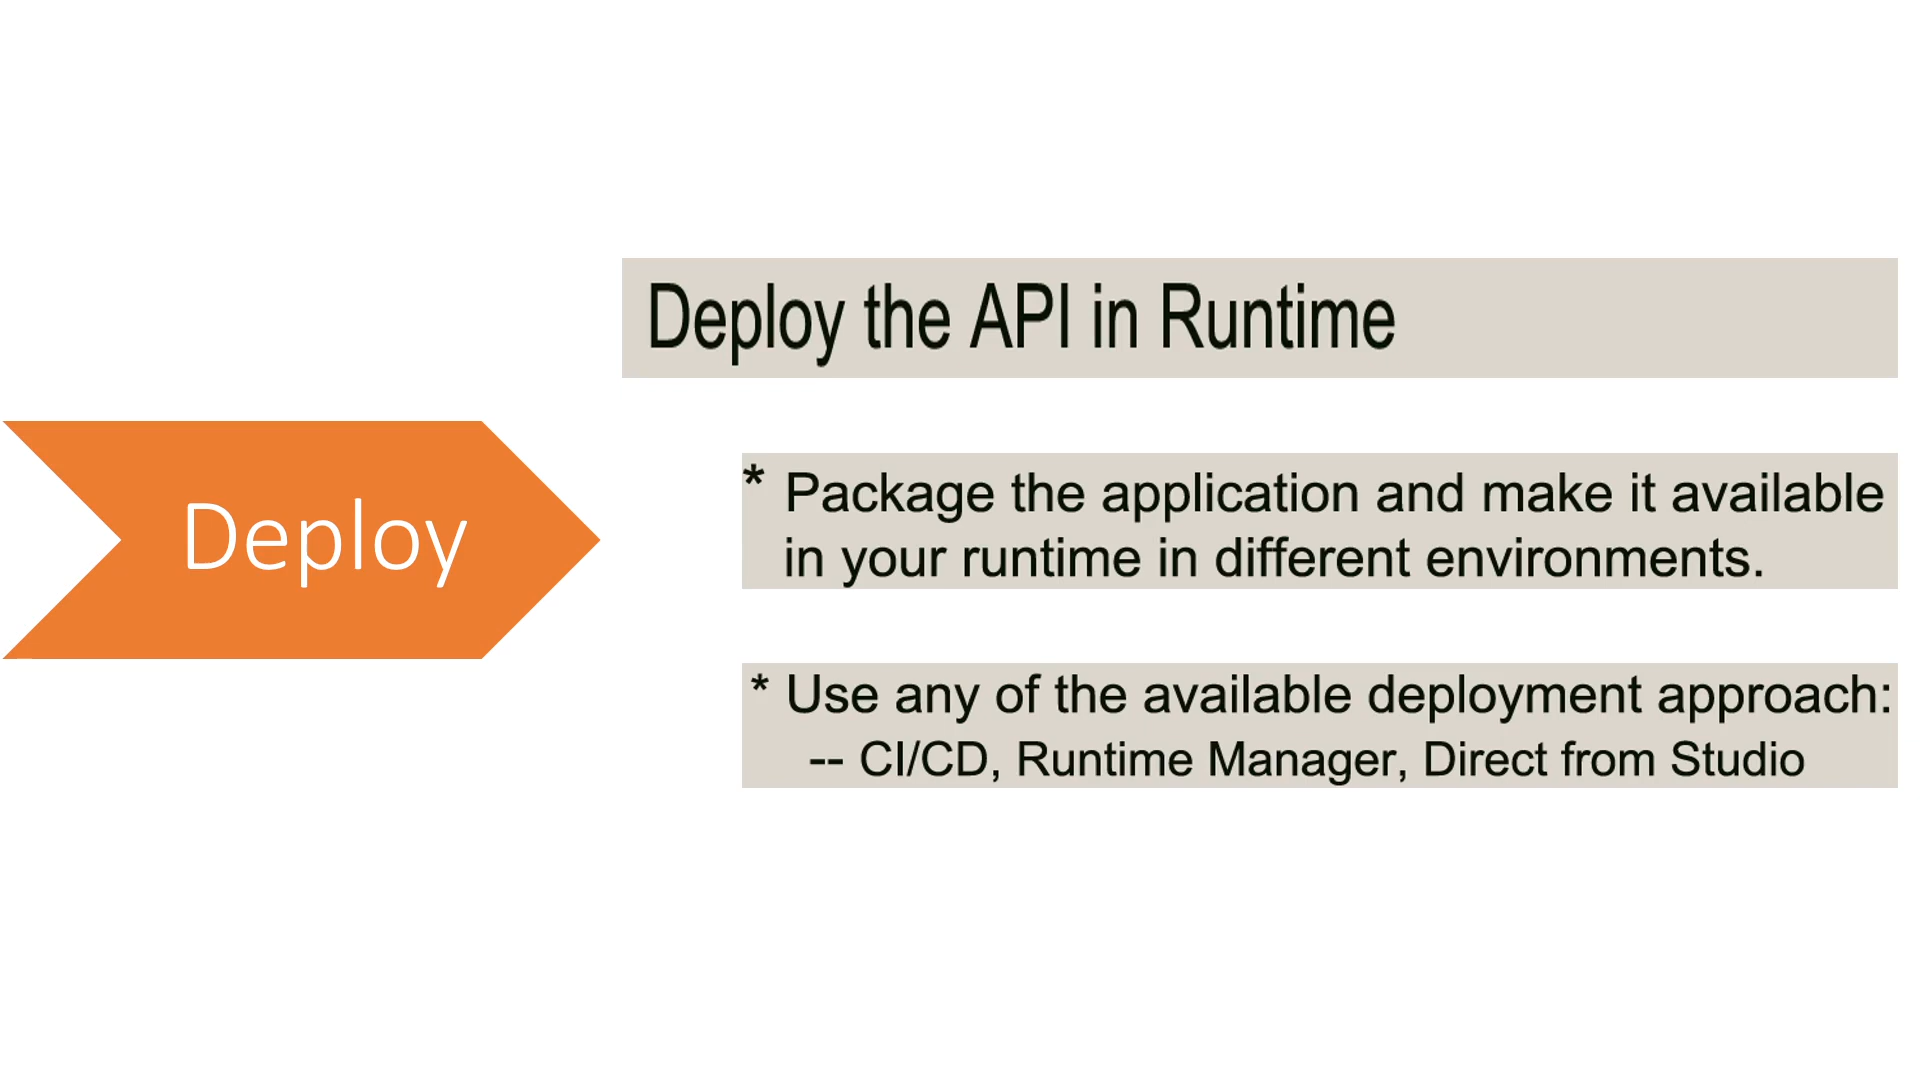 Deploy
Deploy the API in Runtime
* Package the application and make it available
in your runtime in different environments.
* Use any of the available deployment approach:
-- CI/CD, Runtime Manager, Direct from Studio